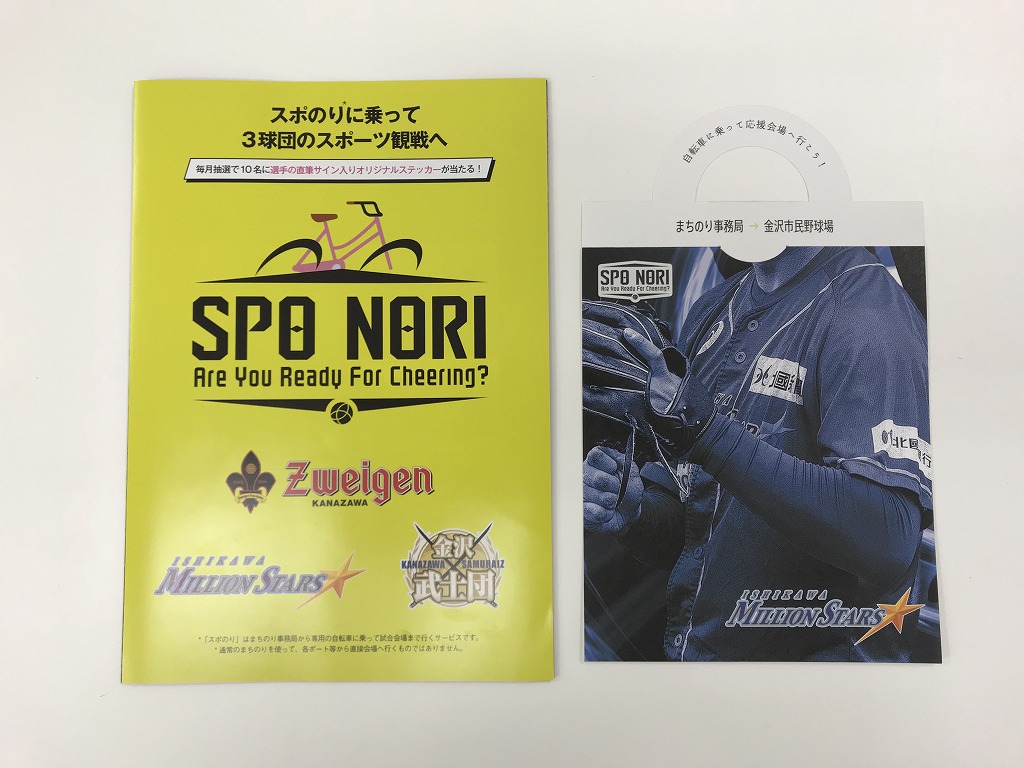 スポのり*に乗って
3球団のスポーツ観戦へ
毎月抽選で10名に選手の直筆サイン入りオリジナルステッカーが当たる!
SPO NORI
Are You Ready For Cheering?
Zweigen
KANAZAWA
ISHIKAWA
MILLION STARS
金沢
KANAZAWA SAMURAIZ
武士団
*「スポのり」はまちのり事務局から専用の自転車に乗って試合会場まで行くサービスです。
*通常のまちのりを使って、各ポート等から直接会場へ行くものではありません。
自転車に乗って応援会場へ行こう!
まちのり事務局 → 金沢市民野球場
SPO NORI
Are You Ready For Cheering?
ISHIKAWA
MILLION STARS